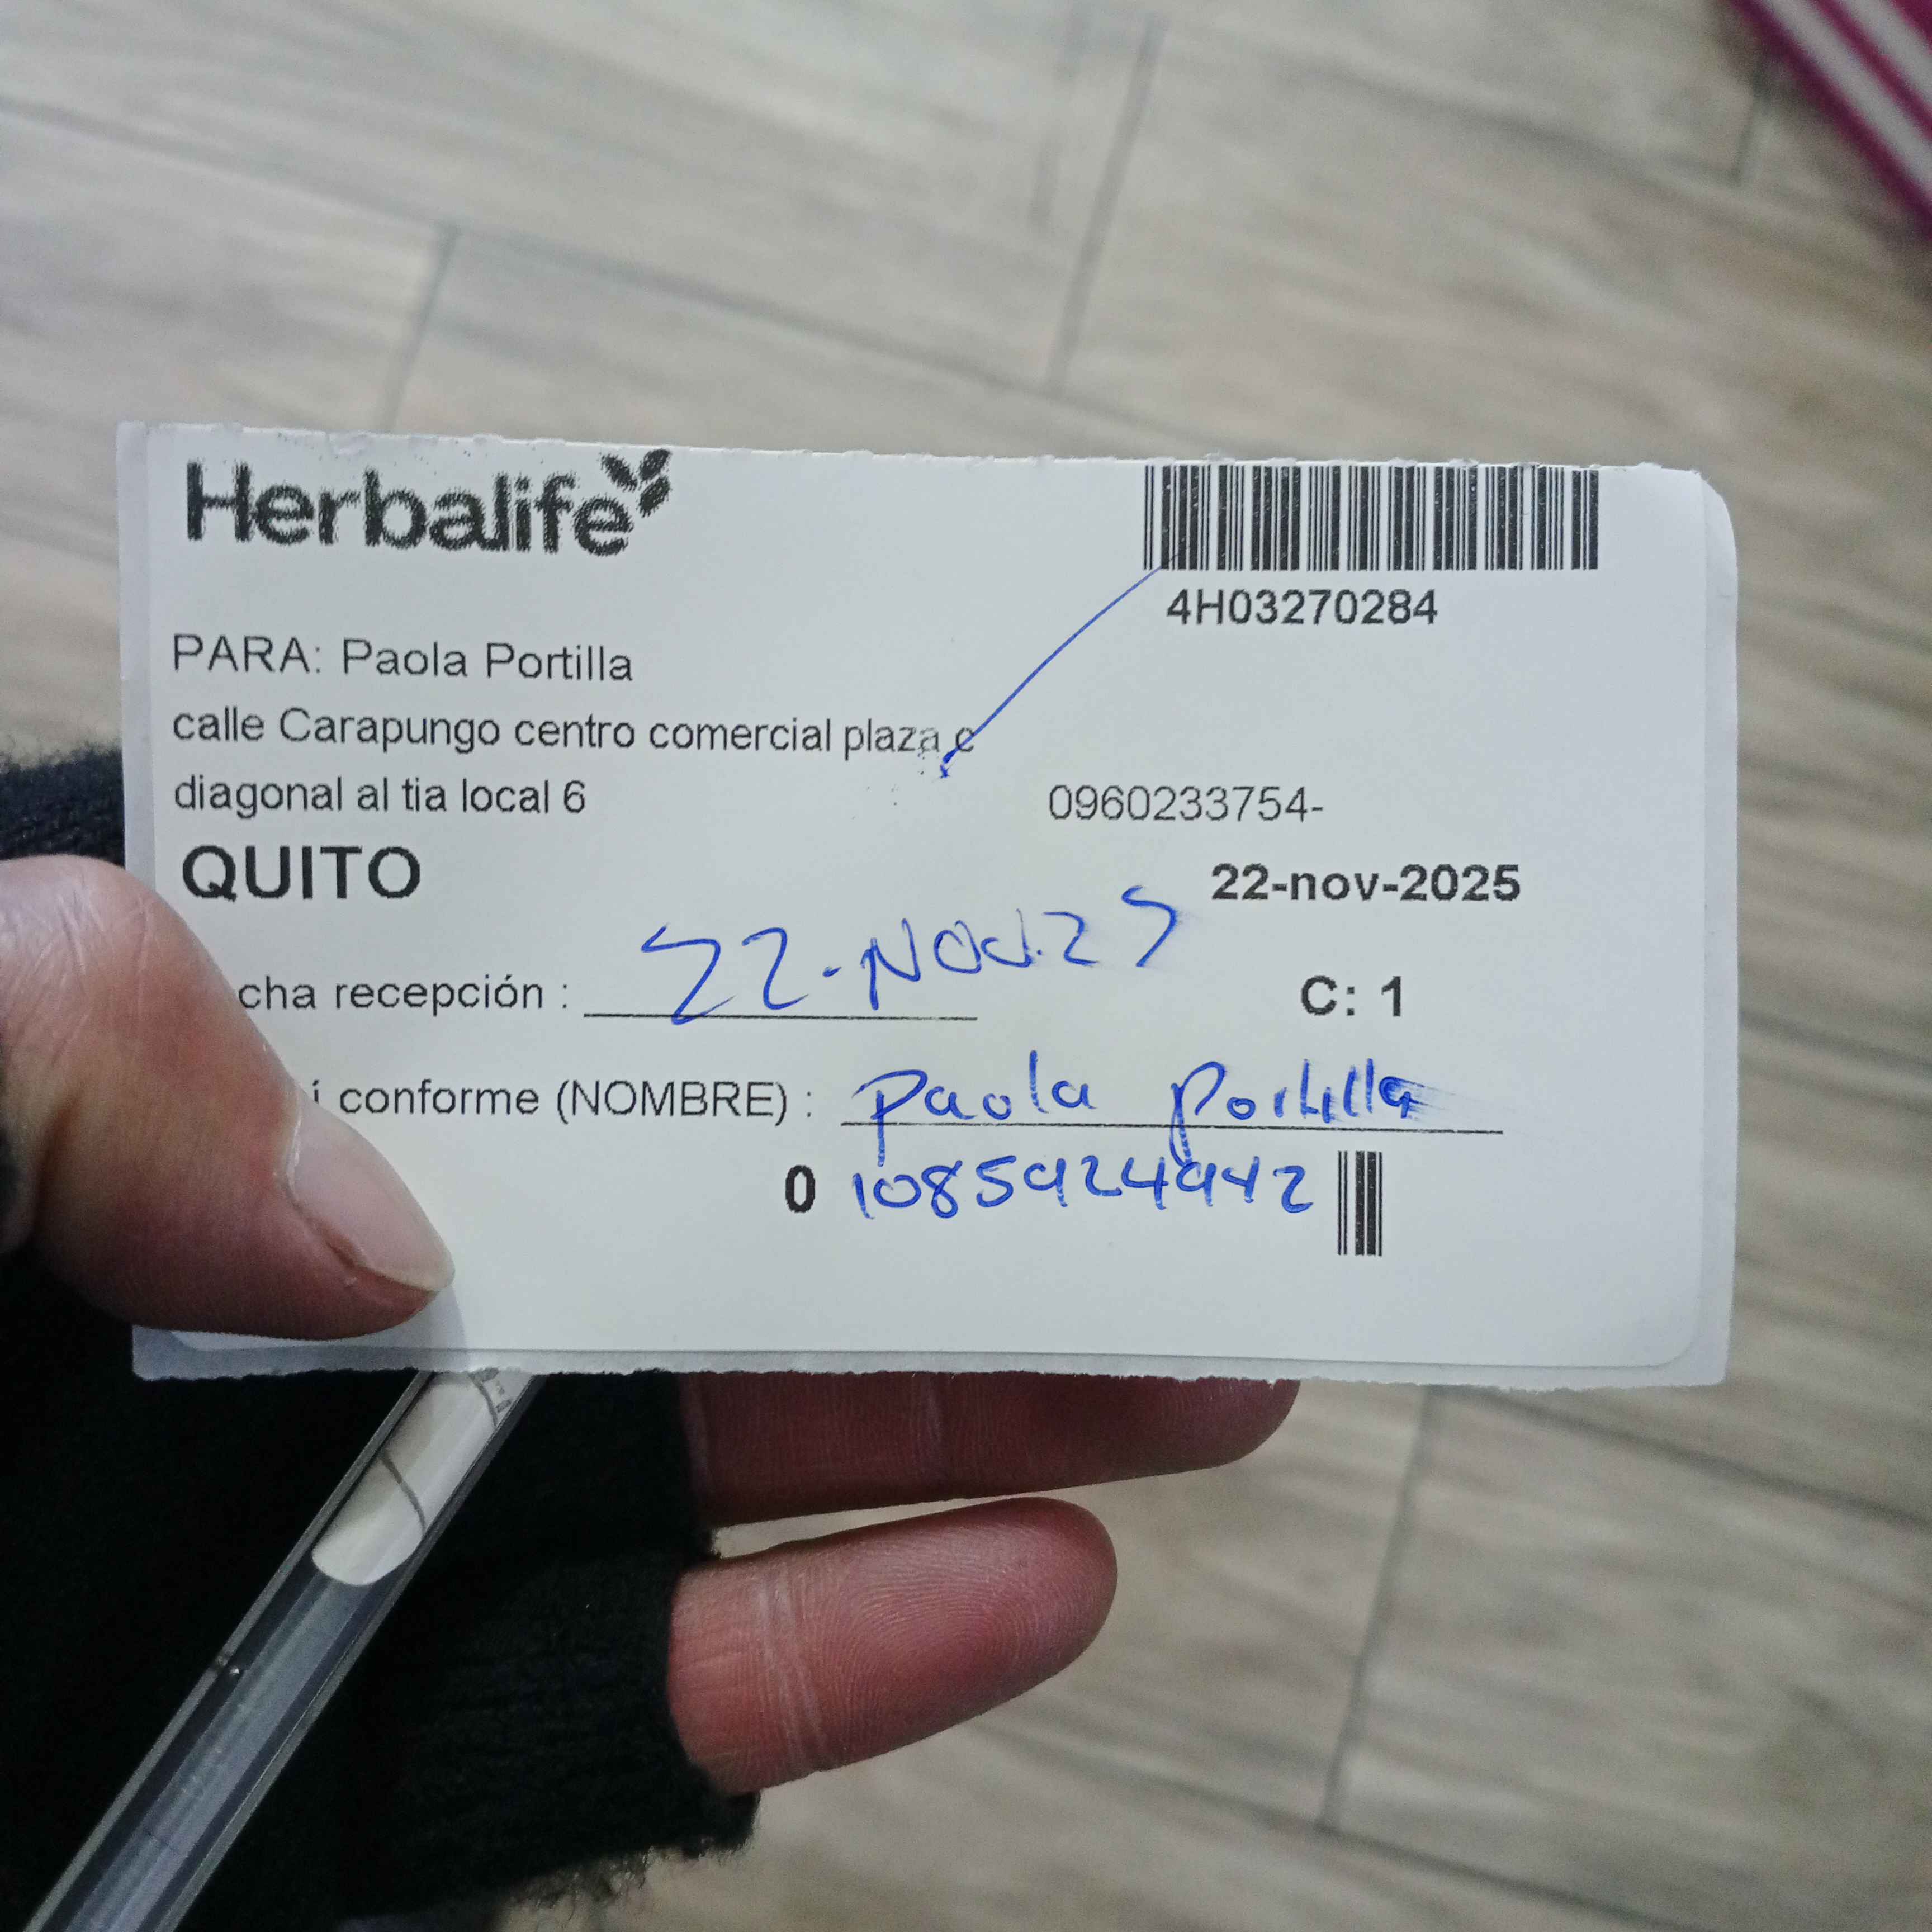 Herbalife
4H03270284
PARA: Paola Portilla
calle Carapungo centro comercial plaza c
diagonal al tia local 6
0960233754-
QUITO
22-nov-2025
cha recepción : 22-Nov.25
C: 1
í conforme (NOMBRE) : Paola Portilla
0 1085924942